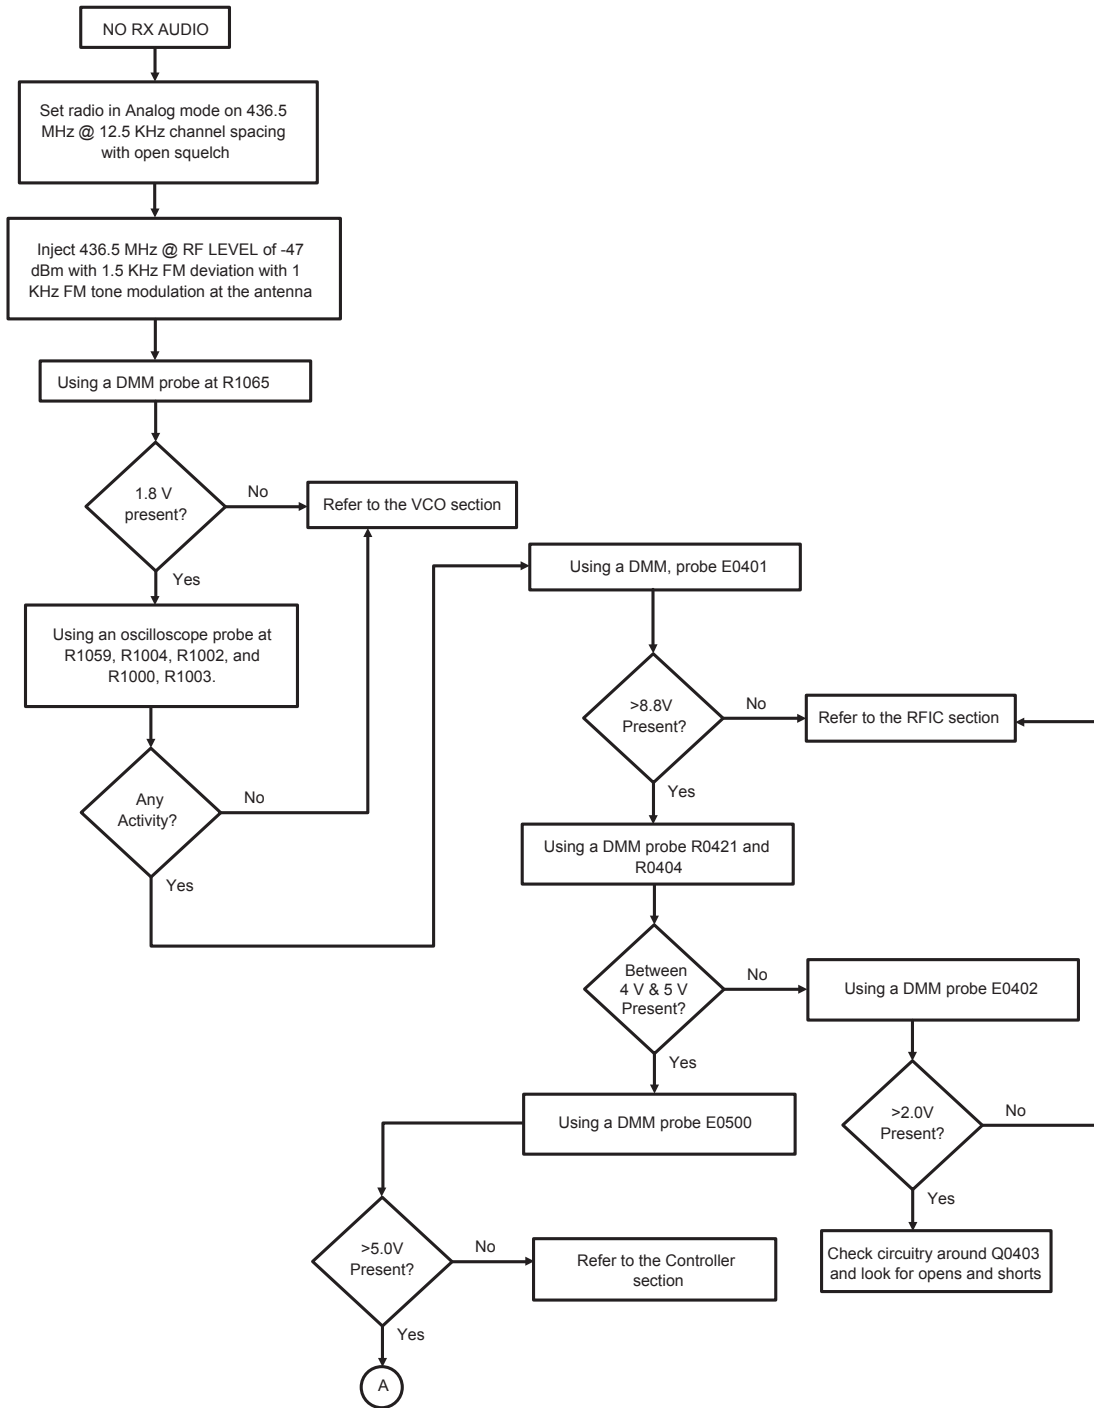 NO RX AUDIO
Set radio in Analog mode on 436.5
MHz @ 12.5 KHz channel spacing
with open squelch
Inject 436.5 MHz @ RF LEVEL of -47
dBm with 1.5 KHz FM deviation with 1
KHz FM tone modulation at the antenna
Using a DMM probe at R1065
1.8 V
present?
No
Refer to the VCO section
Yes
Using an oscilloscope probe at
R1059, R1004, R1002, and
R1000, R1003.
Any
Activity?
No
Yes
Using a DMM, probe E0401
>8.8V
Present?
No
Refer to the RFIC section
Yes
Using a DMM probe R0421 and
R0404
Between
4 V & 5 V
Present?
No
Using a DMM probe E0402
Yes
>2.0V
Present?
No
Yes
Check circuitry around Q0403
and look for opens and shorts
Using a DMM probe E0500
>5.0V
Present?
No
Refer to the Controller
section
Yes
A